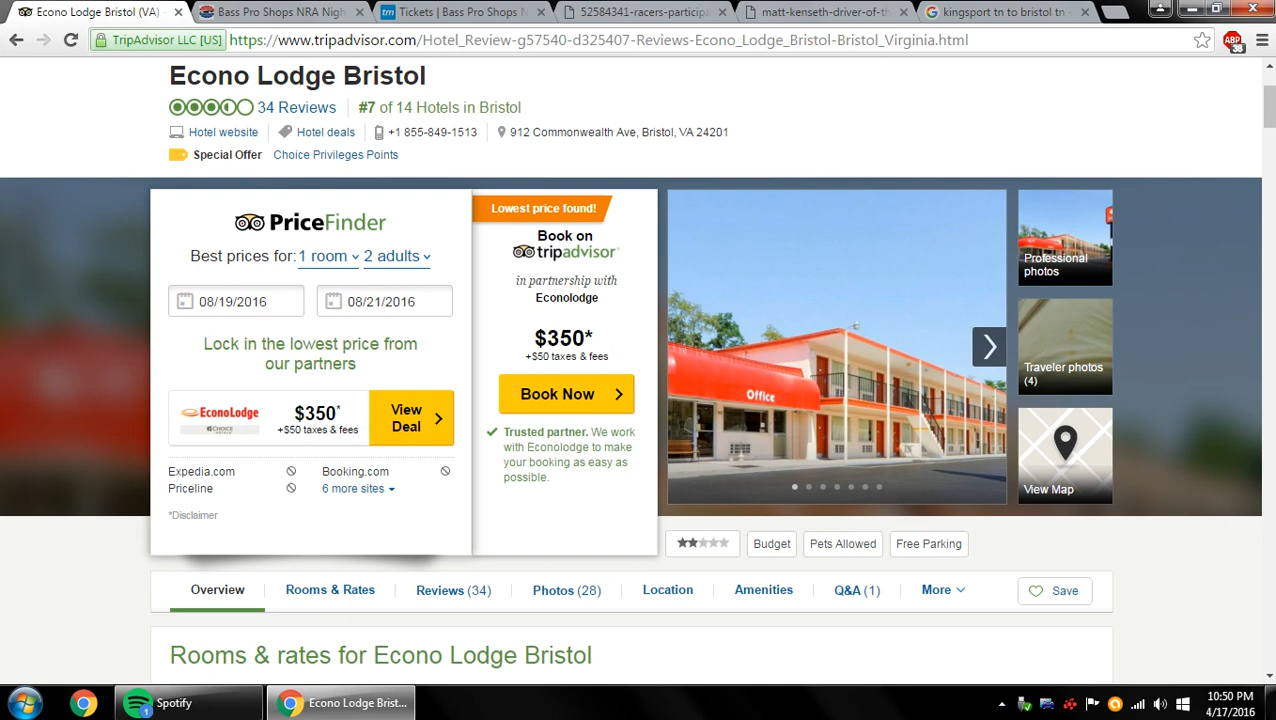 Econo Lodge Bristol (VA) -
Bass Pro Shops NRA Nigh
Tickets | Bass Pro Shops N
52584341-racers-participa
matt-kenseth-driver-of-th
kingsport tn to bristol tn
TripAdvisor LLC [US]
https://www.tripadvisor.com/Hotel_Review-g57540-d325407-Reviews-Econo_Lodge_Bristol-Bristol_Virginia.html
ABP
38
Econo Lodge Bristol
34 Reviews
#7 of 14 Hotels in Bristol
Hotel website
Hotel deals
+1 855-849-1513
912 Commonwealth Ave, Bristol, VA 24201
Special Offer
Choice Privileges Points
PriceFinder
Best prices for: 1 room 2 adults
08/19/2016
08/21/2016
Lock in the lowest price from
our partners
EconoLodge
CHOICE
$350*
+$50 taxes & fees
View
Deal
Expedia.com
Booking.com
Priceline
6 more sites
*Disclaimer
Lowest price found!
Book on
tripadvisor
in partnership with
Econolodge
$350*
+$50 taxes & fees
Book Now
Trusted partner. We work
with Econolodge to make
your booking as easy as
possible.
Office
Professional
photos
Traveler photos
(4)
View Map
Budget
Pets Allowed
Free Parking
Overview
Rooms & Rates
Reviews (34)
Photos (28)
Location
Amenities
Q&A (1)
More
Save
Rooms & rates for Econo Lodge Bristol
1
Spotify
Econo Lodge Brist...
10:50 PM
4/17/2016